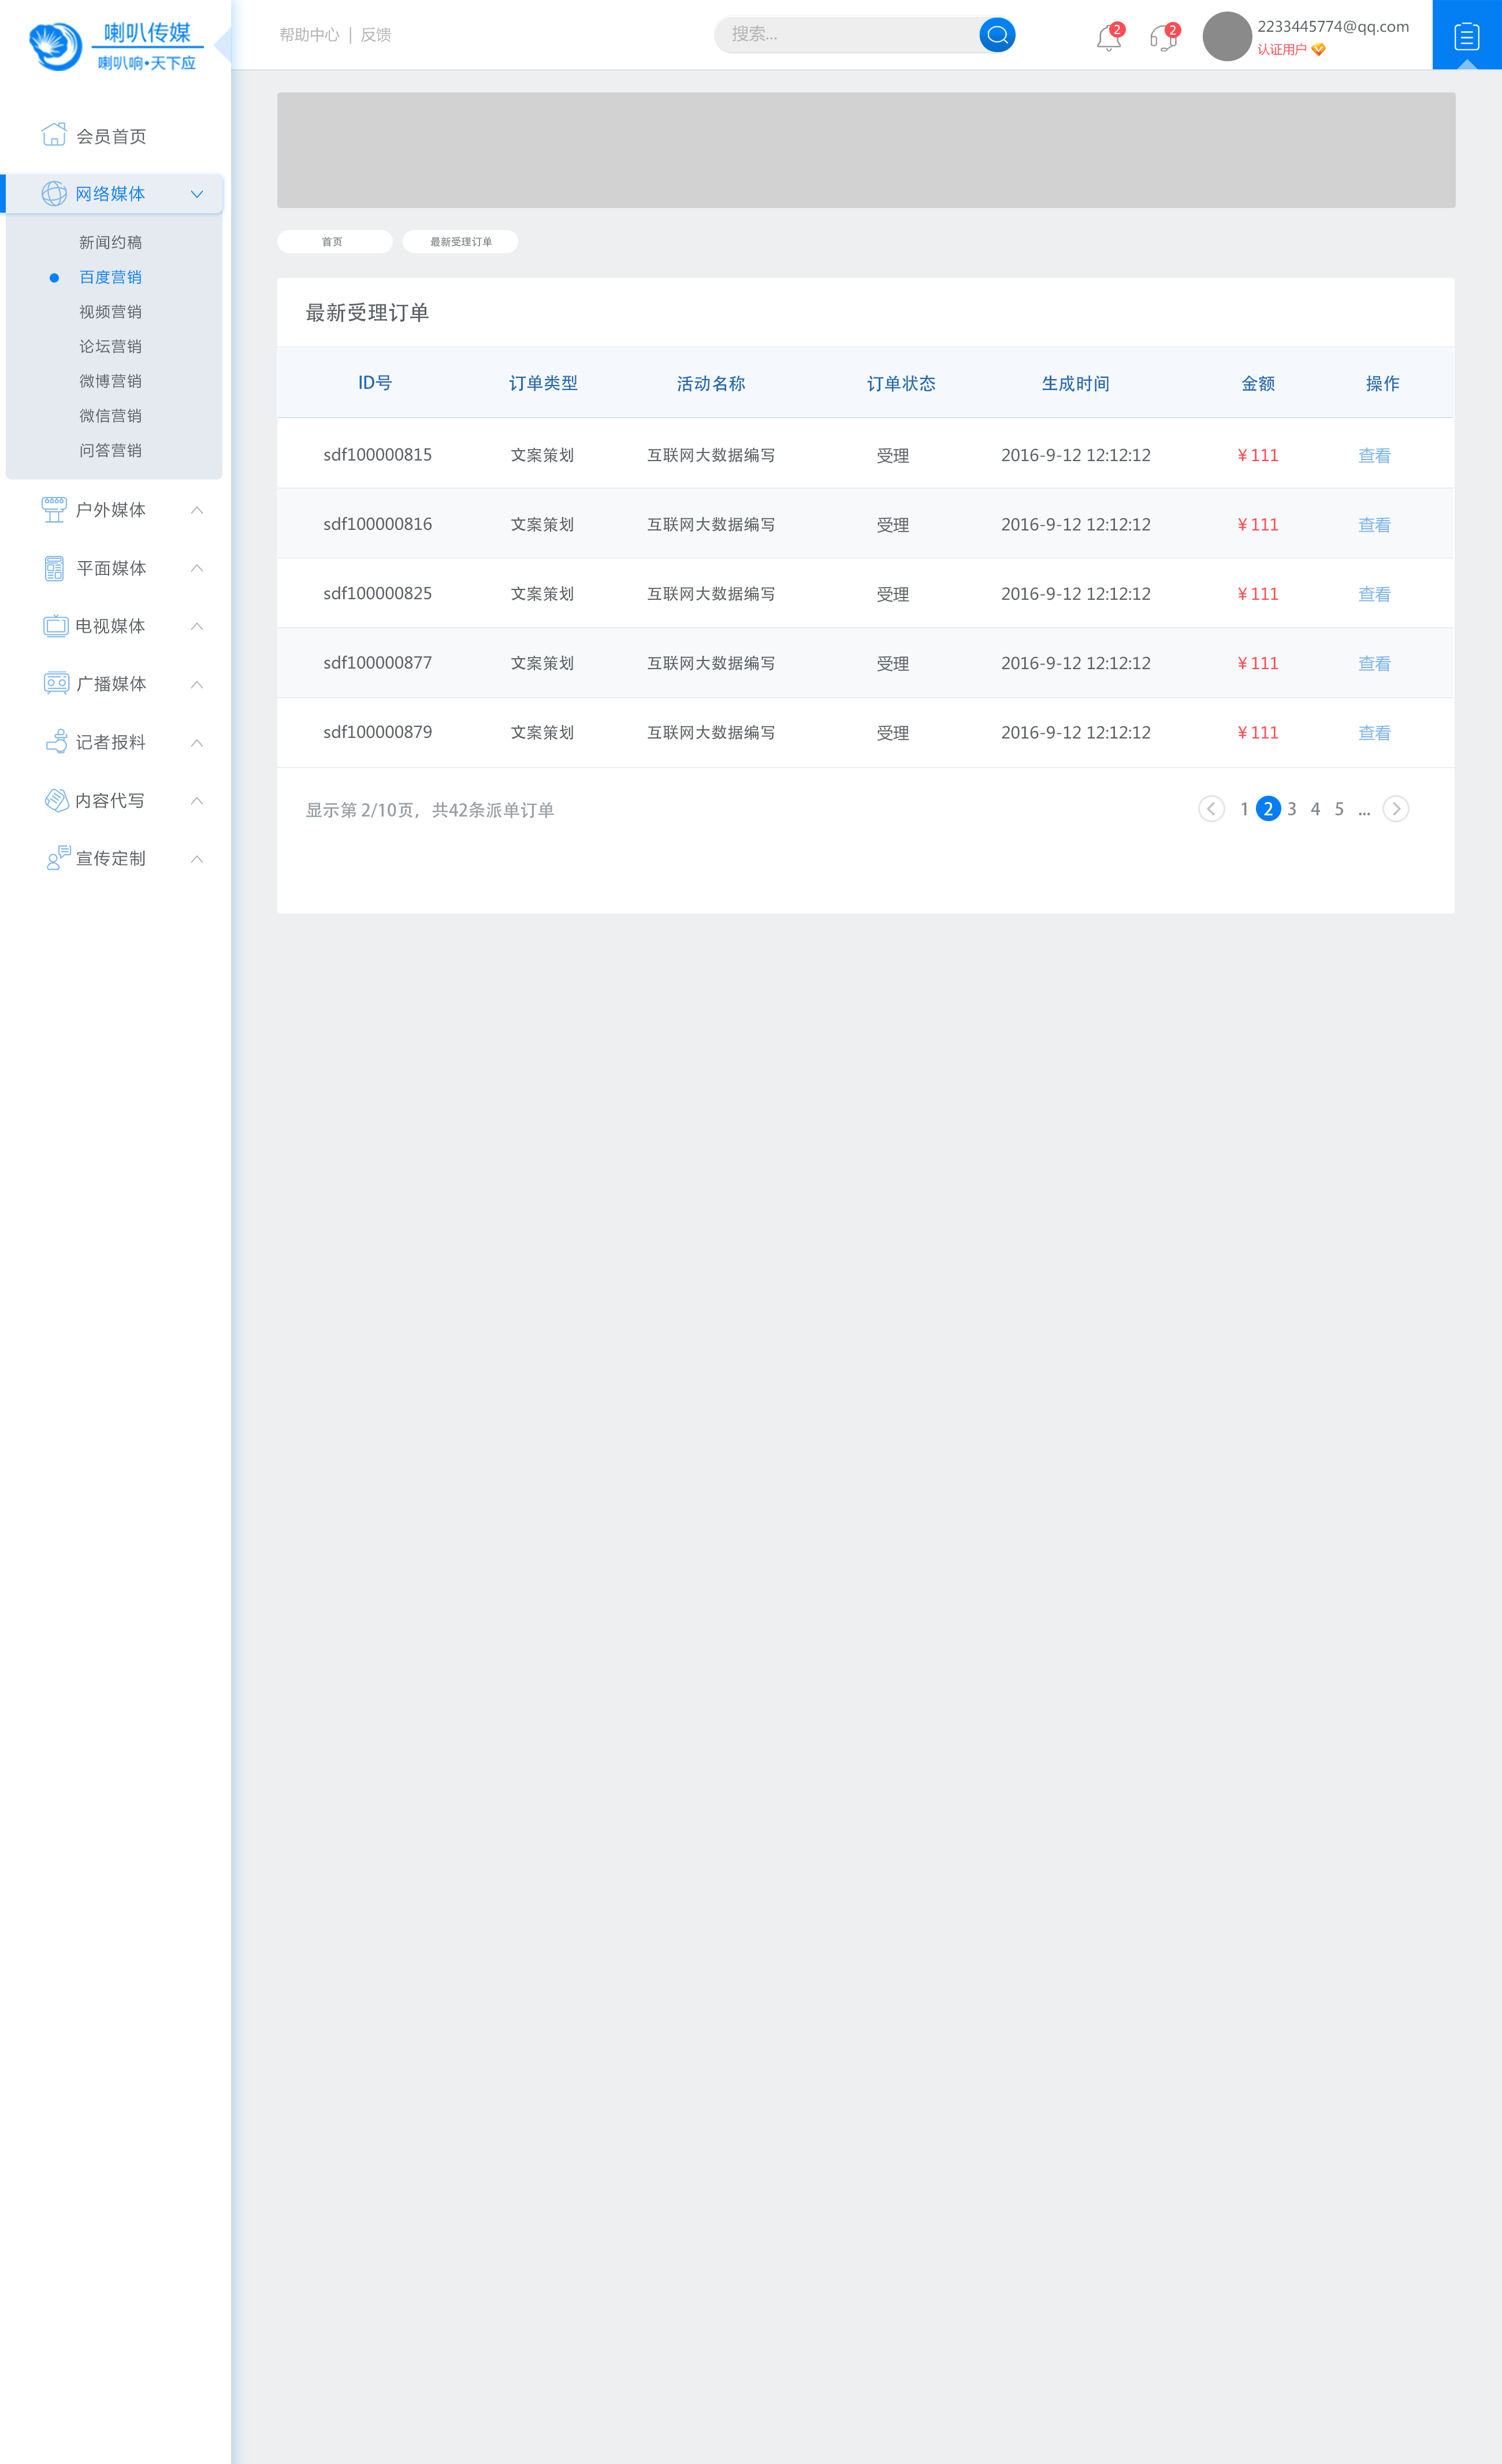 喇叭传媒
喇叭响•天下应
帮助中心 | 反馈
搜索...
2
2
2233445774@qq.com
认证用户
会员首页
网络媒体
新闻约稿
百度营销
视频营销
论坛营销
微博营销
微信营销
问答营销
户外媒体
平面媒体
电视媒体
广播媒体
记者报料
内容代写
宣传定制
首页 最新受理订单
最新受理订单
ID号 订单类型 活动名称 订单状态 生成时间 金额 操作
sdf100000815 文案策划 互联网大数据编写 受理 2016-9-12 12:12:12 ¥111 查看
sdf100000816 文案策划 互联网大数据编写 受理 2016-9-12 12:12:12 ¥111 查看
sdf100000825 文案策划 互联网大数据编写 受理 2016-9-12 12:12:12 ¥111 查看
sdf100000877 文案策划 互联网大数据编写 受理 2016-9-12 12:12:12 ¥111 查看
sdf100000879 文案策划 互联网大数据编写 受理 2016-9-12 12:12:12 ¥111 查看
显示第 2/10页，共42条派单订单 1 2 3 4 5 ...